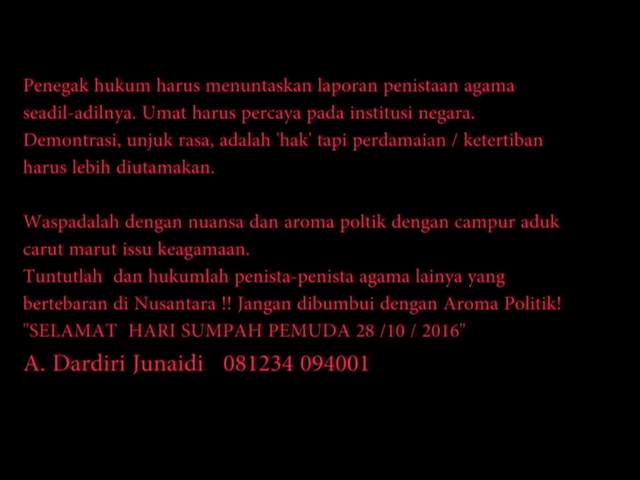 Penegak hukum harus menuntaskan laporan penistaan agama
seadil-adilnya. Umat harus percaya pada institusi negara.
Demontrasi, unjuk rasa, adalah 'hak' tapi perdamaian / ketertiban
harus lebih diutamakan.
Waspadalah dengan nuansa dan aroma poltik dengan campur aduk
carut marut issu keagamaan.
Tuntutlah  dan hukumlah penista-penista agama lainya yang
bertebaran di Nusantara !! Jangan dibumbui dengan Aroma Politik!
"SELAMAT  HARI SUMPAH PEMUDA 28 /10 / 2016"
A. Dardiri Junaidi   081234 094001